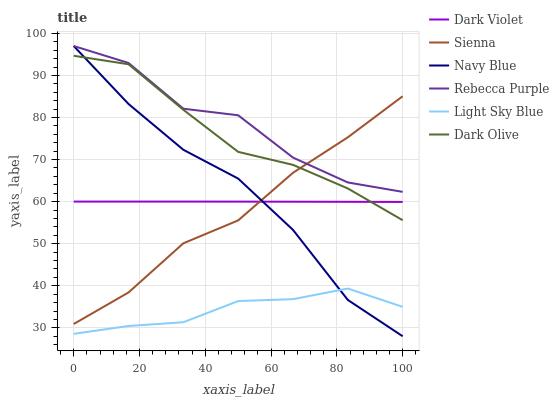 title
yaxis_label
100
90
80
70
60
50
40
30
0
20
40
60
80
100
xaxis_label
Dark Violet
Sienna
Navy Blue
Rebecca Purple
Light Sky Blue
Dark Olive